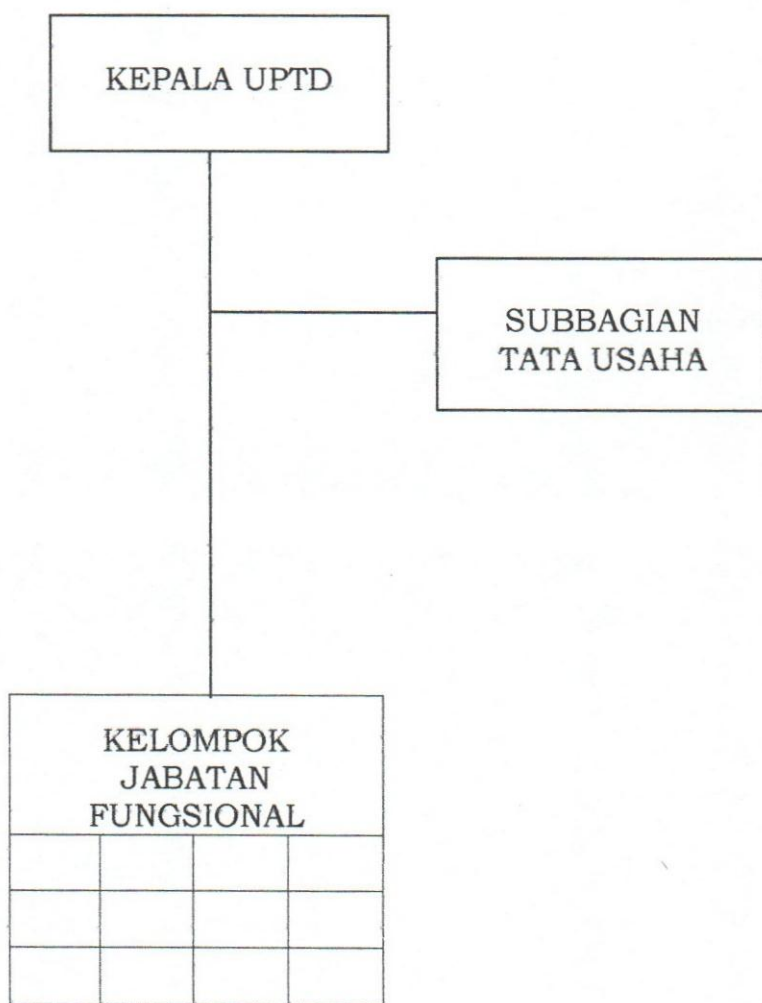 KEPALA UPTD
SUBBAGIAN
TATA USAHA
KELOMPOK
JABATAN
FUNGSIONAL